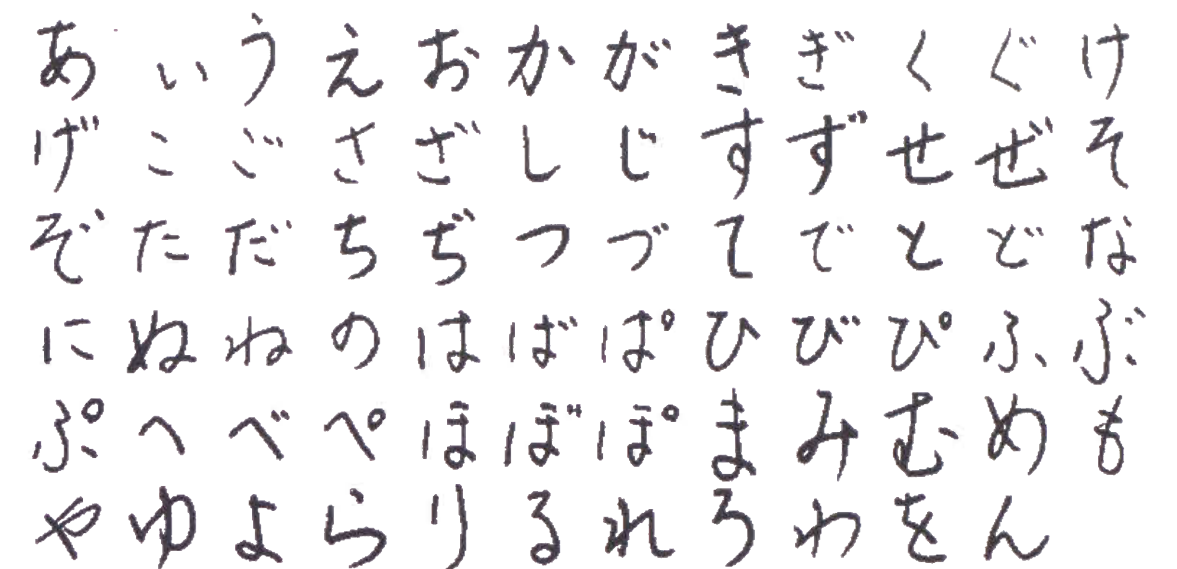 あいうえおかがきぎくぐけ
げこごさざしじすずせぜそ
ぞただちぢつづてでとどな
にぬねのはばぱひびぴふぶ
ぷへべぺほぼぽまみむめも
やゆよらりるれろわをん